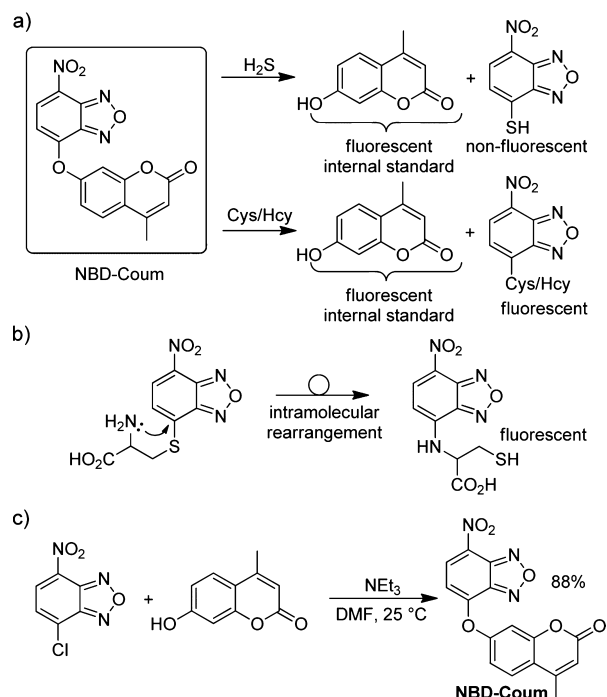 a)
NO₂
N
O
N
O
O
O
NBD-Coum
H₂S
HO
O
O
+
NO₂
N
O
N
SH
fluorescent
internal standard
non-fluorescent
Cys/Hcy
HO
O
O
+
NO₂
N
O
N
Cys/Hcy
fluorescent
internal standard
fluorescent
b)
NO₂
N
O
N
H₂N:
S
HO₂C
intramolecular
rearrangement
NO₂
N
O
N
HN
SH
CO₂H
fluorescent
c)
NO₂
N
O
N
Cl
+
HO
O
O
NEt₃
DMF, 25 °C
NO₂
N
O
N
O
O
O
88%
NBD-Coum